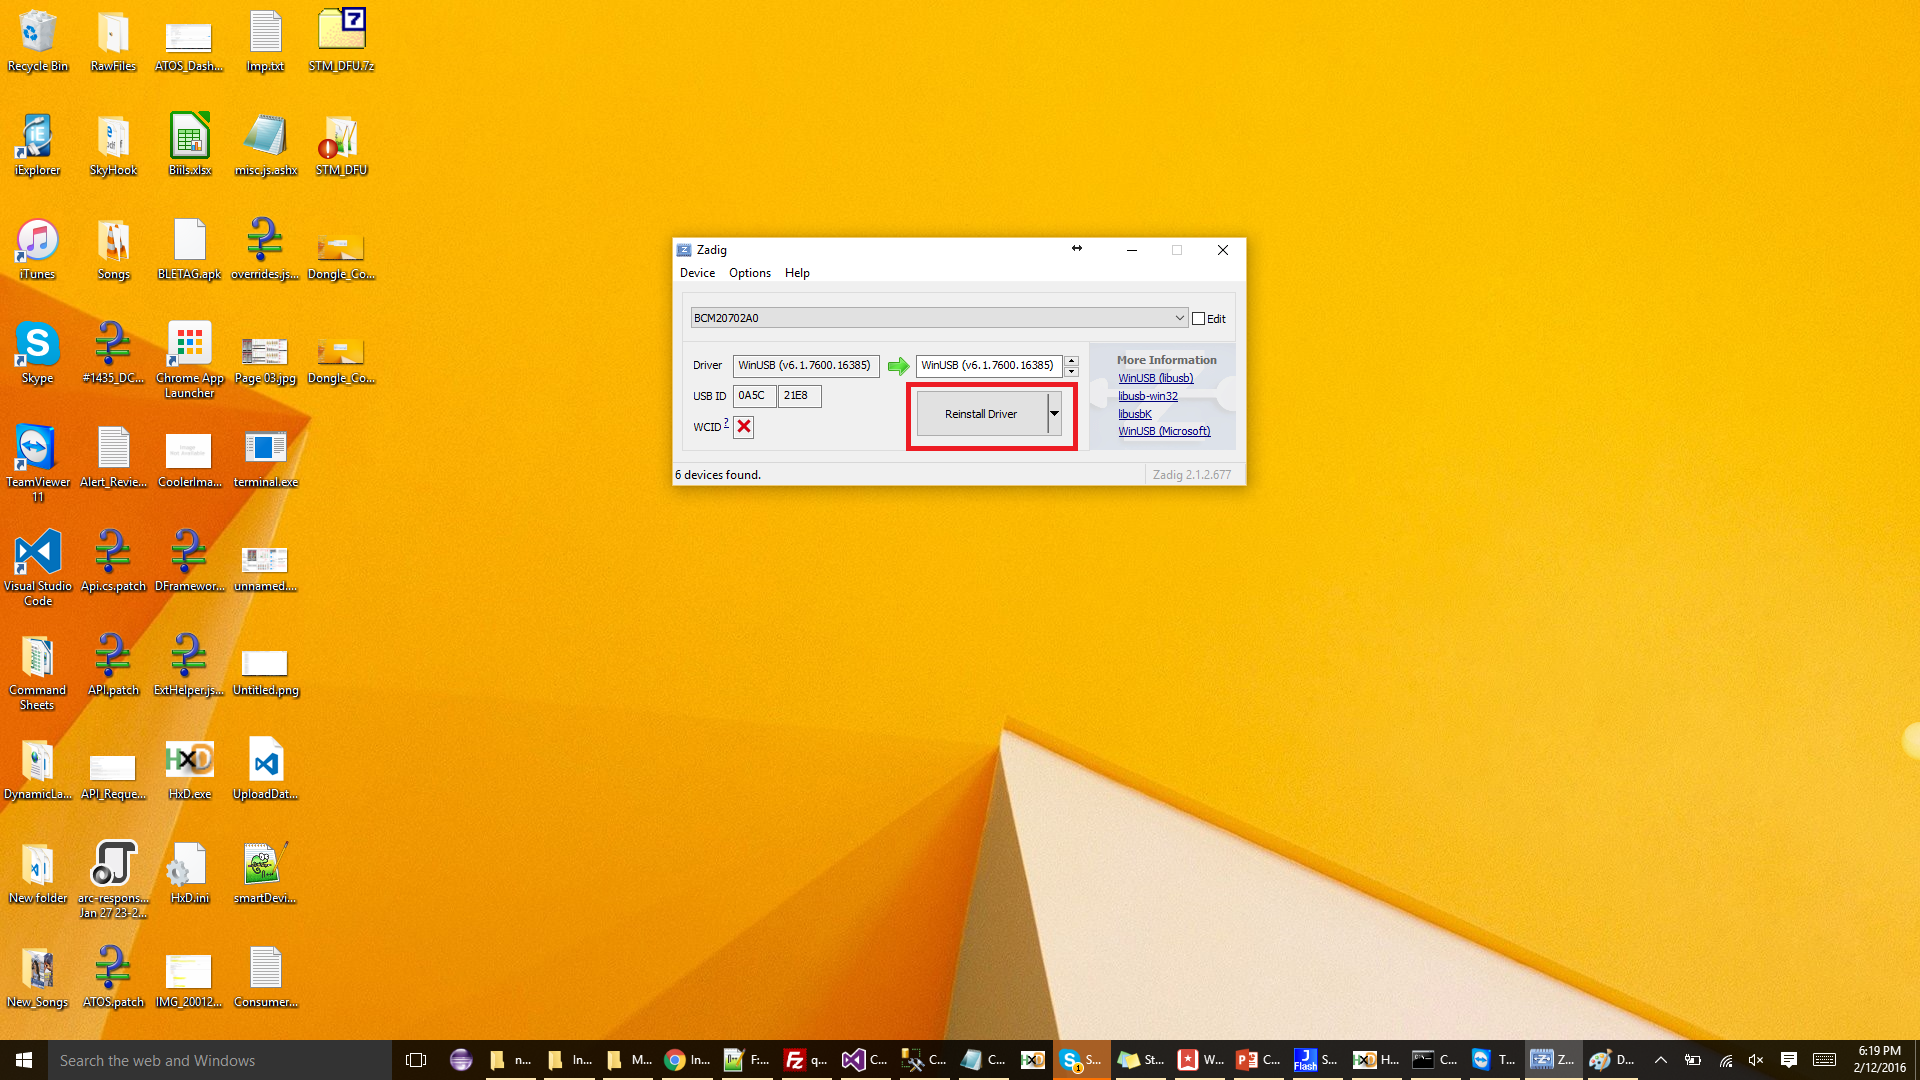 Recycle Bin
RawFiles
ATOS_Dash...
Imp.txt
7
STM_DFU.7z
iE
iExplorer
SkyHook
Biils.xlsx
misc.js.ashx
STM_DFU
iTunes
Songs
BLETAG.apk
overrides.js...
Dongle_Co...
Skype
#1435_DC...
Chrome App
Launcher
Page 03.jpg
Dongle_Co...
TeamViewer
11
Alert_Revie...
CoolerIma...
terminal.exe
Visual Studio
Code
Api.cs.patch
DFramewor...
unnamed....
Command
Sheets
API.patch
ExtHelper.js...
Untitled.png
DynamicLa...
API_Reque...
HxD
HxD.exe
UploadDat...
New folder
arc-respons...
Jan 27 23-2...
HxD.ini
smartDevi...
New_Songs
ATOS.patch
IMG_20012...
Consumer...
Zadig
Device Options Help
BCM20702A0
Edit
Driver WinUSB (v6.1.7600.16385) WinUSB (v6.1.7600.16385)
USB ID 0A5C 21E8
WCID ?
Reinstall Driver
More Information
WinUSB (libusb)
libusb-win32
libusbK
WinUSB (Microsoft)
6 devices found.
Zadig 2.1.2.677
Search the web and Windows
n... In... M... In... F:... q... C... C... C... HxD S... St... W... C... S... H... C... T... Z... D...
6:19 PM
2/12/2016